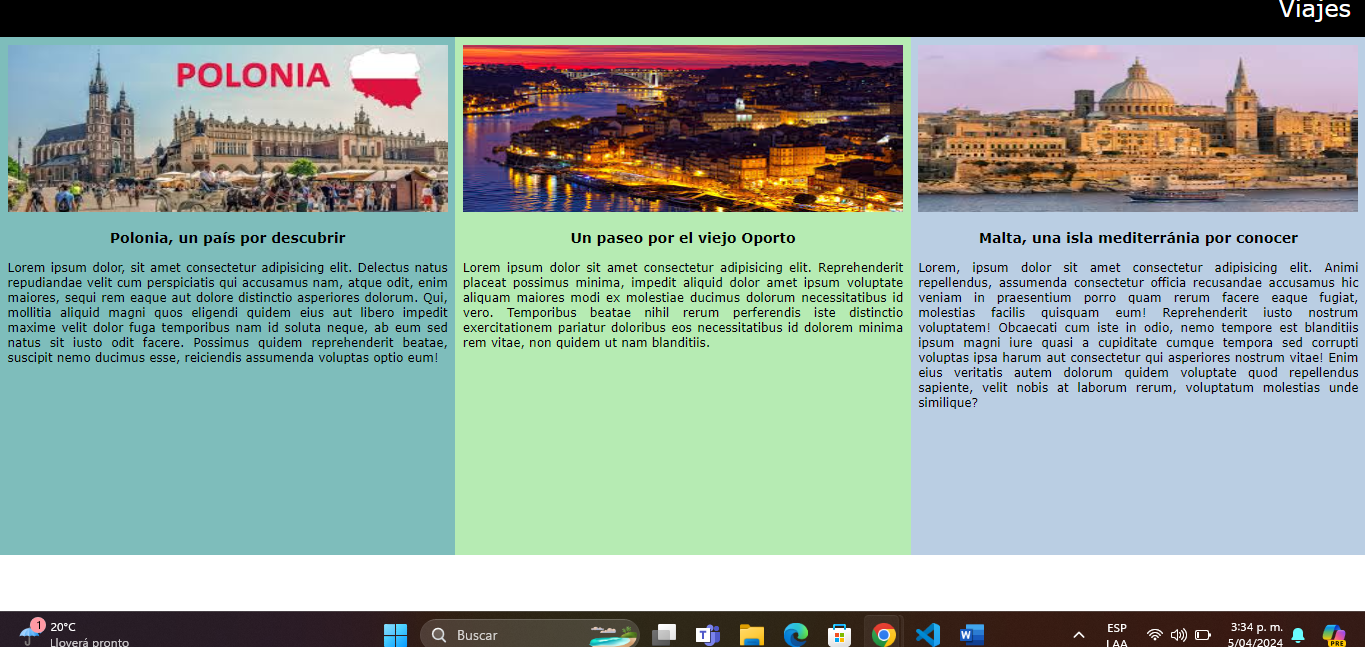 Viajes
POLONIA
Polonia, un país por descubrir
Lorem ipsum dolor, sit amet consectetur adipisicing elit. Delectus natus
repudiandae velit cum perspiciatis qui accusamus nam, atque odit, enim
maiores, sequi rem eaque aut dolore distinctio asperiores dolorum. Qui,
mollitia aliquid magni quos eligendi quidem eius aut libero impedit
maxime velit dolor fuga temporibus nam id soluta neque, ab eum sed
natus sit iusto odit facere. Possimus quidem reprehenderit beatae,
suscipit nemo ducimus esse, reiciendis assumenda voluptas optio eum!
Un paseo por el viejo Oporto
Lorem ipsum dolor sit amet consectetur adipisicing elit. Reprehenderit
placeat possimus minima, impedit aliquid dolor amet ipsum voluptate
aliquam maiores modi ex molestiae ducimus dolorum necessitatibus id
vero. Temporibus beatae nihil rerum perferendis iste distinctio
exercitationem pariatur doloribus eos necessitatibus id dolorem minima
rem vitae, non quidem ut nam blanditiis.
Malta, una isla mediterránia por conocer
Lorem, ipsum dolor sit amet consectetur adipisicing elit. Animi
repellendus, assumenda consectetur officia recusandae accusamus hic
veniam in praesentium porro quam rerum facere eaque fugiat,
molestias facilis quisquam eum! Reprehenderit iusto nostrum
voluptatem! Obcaecati cum iste in odio, nemo tempore est blanditiis
ipsum magni iure quasi a cupiditate cumque tempora sed corrupti
voluptas ipsa harum aut consectetur qui asperiores nostrum vitae! Enim
eius veritatis autem dolorum quidem voluptate quod repellendus
sapiente, velit nobis at laborum rerum, voluptatum molestias unde
similique?
1
20°C
Lloverá pronto
Buscar
ESP
LAA
3:34 p. m.
5/04/2024
PRE